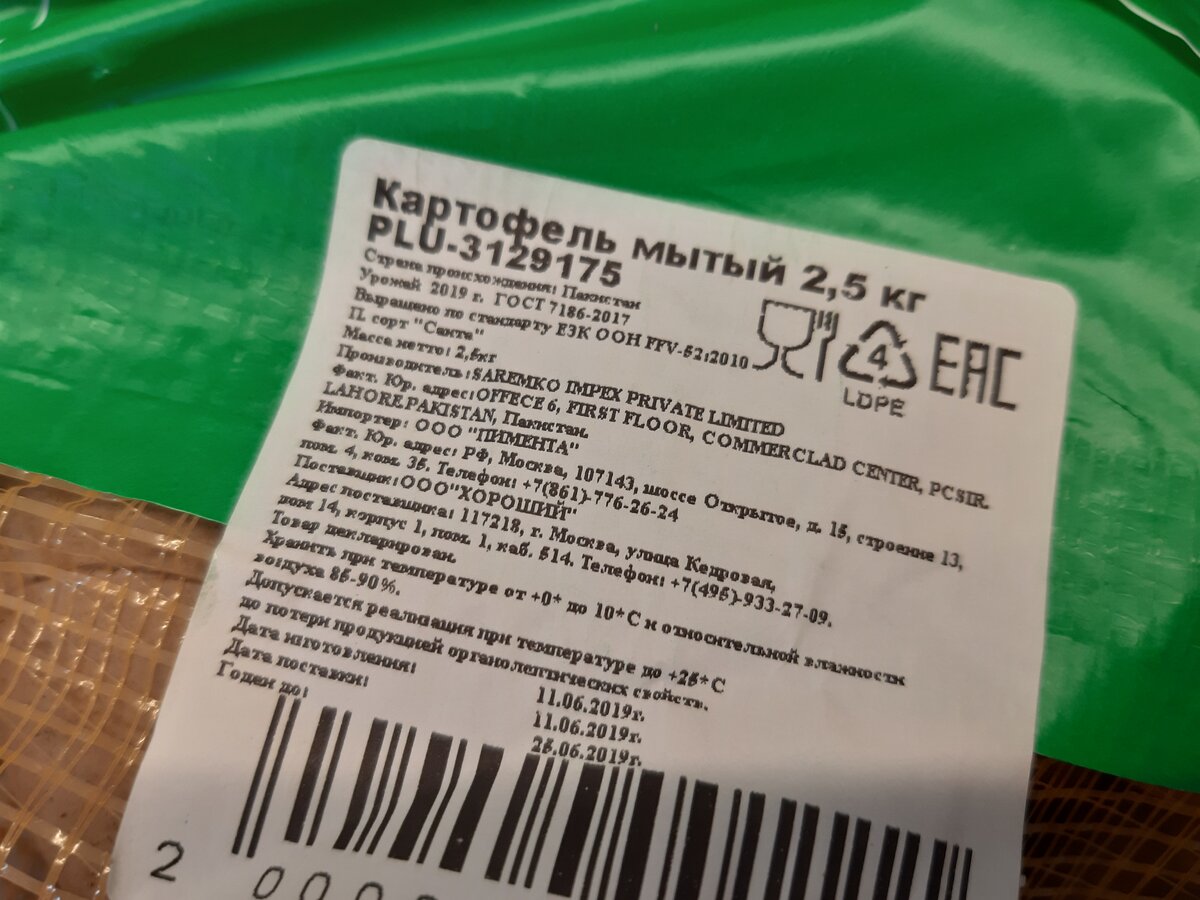 Картофель мытый 2,5 кг
PLU-3129175
Страна происхождения: Пакистан
Урожай 2019 г. ГОСТ 7186-2017
Выращено по стандарту ЕЭК ООН FFV-52:2010
П. сорт "Санта"
Масса нетто: 2,5кг
Производитель: SAREMKO IMPEX PRIVATE LIMITED
Факт. Юр. адрес: OFFECE 6, FIRST FLOOR, COMMERCLAD CENTER, PCSIR.
LAHORE.PAKISTAN, Пакистан.
Импортер: ООО "ПИМЕНТА"
Факт. Юр. адрес: РФ, Москва, 107143, шоссе Открытое, д. 15, строение 13,
пом. 4, ком. 35. Телефон: +7(861)-776-26-24
Поставщик: ООО"ХОРОШИЙ"
Адрес поставщика: 117218, г. Москва, улица Кедровая,
дом 14, корпус 1, пом. 1, каб. 514. Телефон: +7(495)-933-27-09.
Товар декларирован.
Хранить при температуре от +0* до 10*С и относительной влажности
воздуха 85-90%.
Допускается реализация при температуре до +25*С
до потери продукцией органолептических свойств.
Дата изготовления: 11.06.2019г.
Дата поставки: 11.06.2019г.
Годен до: 25.06.2019г.
4
LDPE
EAC
2 000